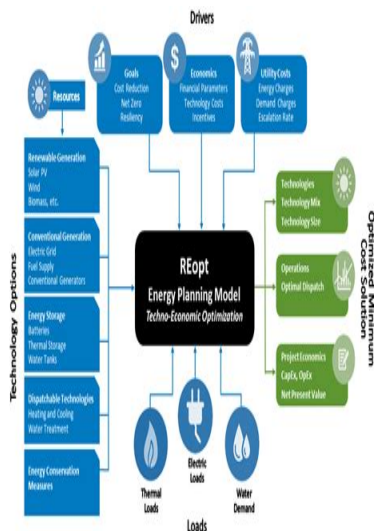 Drivers
Goals
Cost Reduction
Net Zero
Resiliency
Economics
Financial Parameters
Technology Costs
Incentives
Utility Costs
Energy Charges
Demand Charges
Escalation Rate
Resources
Technology Options
Renewable Generation
Solar PV
Wind
Biomass, etc.
Conventional Generation
Electric Grid
Fuel Supply
Conventional Generators
Energy Storage
Batteries
Thermal Storage
Water Tanks
Dispatchable Technologies
Heating and Cooling
Water Treatment
Energy Conservation
Measures
REopt
Energy Planning Model
Techno-Economic Optimization
Technologies
Technology Mix
Technology Size
Operations
Optimal Dispatch
Project Economics
CapEx, OpEx
Net Present Value
Optimized Minimum
Cost Solution
Thermal
Loads
Electric
Loads
Water
Demand
Loads